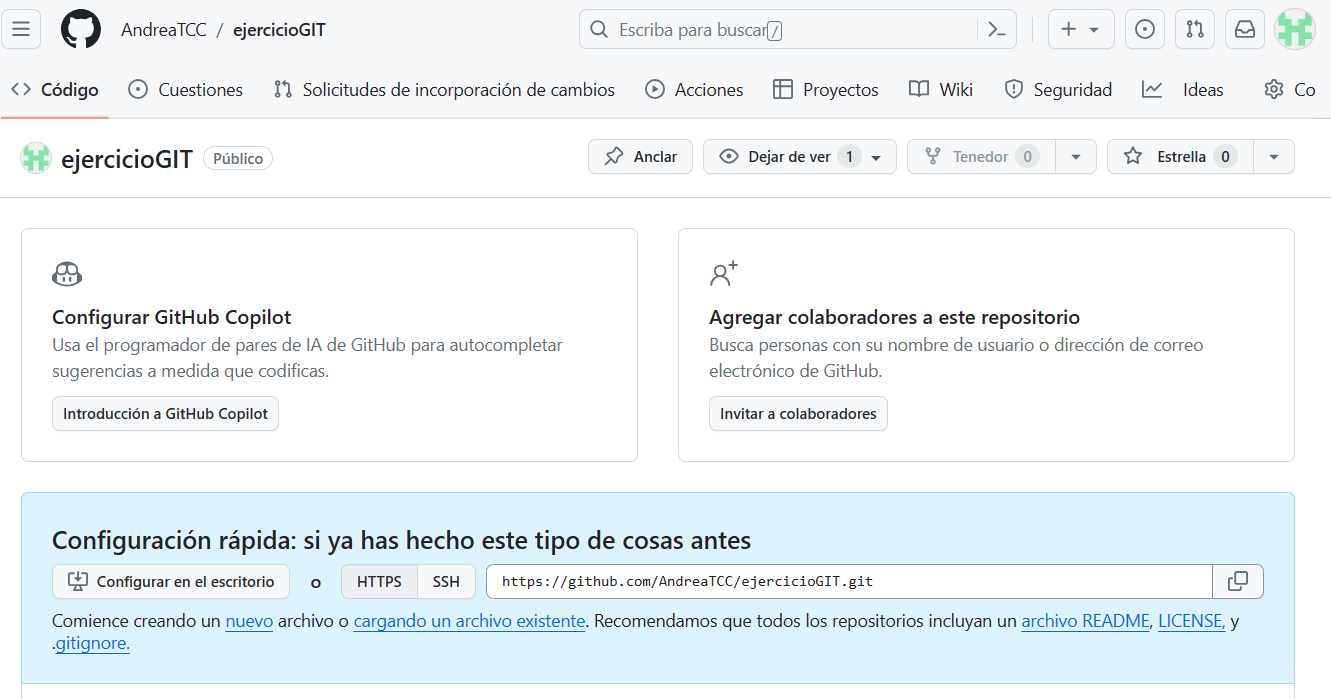 AndreaTCC / ejercicioGIT
Escriba para buscar /
Código Cuestiones Solicitudes de incorporación de cambios Acciones Proyectos Wiki Seguridad Ideas Co
ejercicioGIT Público
Anclar Dejar de ver 1 Tenedor 0 Estrella 0
Configurar GitHub Copilot
Usa el programador de pares de IA de GitHub para autocompletar
sugerencias a medida que codificas.
Introducción a GitHub Copilot
Agregar colaboradores a este repositorio
Busca personas con su nombre de usuario o dirección de correo
electrónico de GitHub.
Invitar a colaboradores
Configuración rápida: si ya has hecho este tipo de cosas antes
Configurar en el escritorio o HTTPS SSH https://github.com/AndreaTCC/ejercicioGIT.git
Comience creando un nuevo archivo o cargando un archivo existente. Recomendamos que todos los repositorios incluyan un archivo README, LICENSE, y
.gitignore.